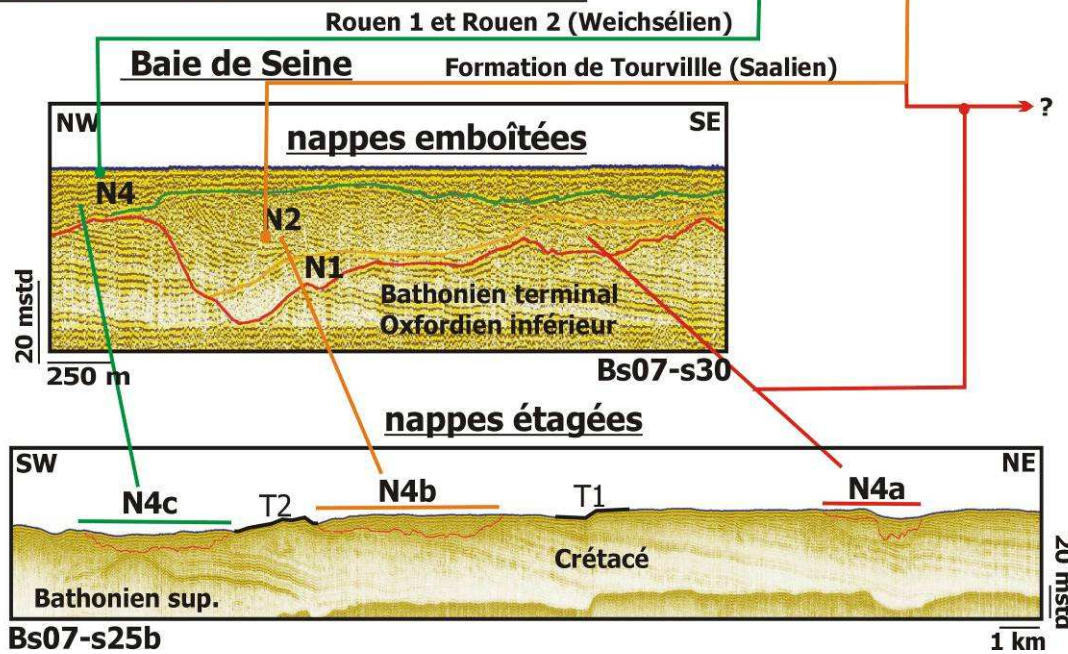 Rouen 1 et Rouen 2 (Weichsélien)
Baie de Seine
Formation de Tourvillle (Saalien)
?
NW
SE
nappes emboîtées
N4
N2
N1
Bathonien terminal
Oxfordien inférieur
20 mstd
250 m
Bs07-s30
nappes étagées
SW
NE
N4c
T2
N4b
T1
N4a
Crétacé
Bathonien sup.
20 mstd
Bs07-s25b
1 km